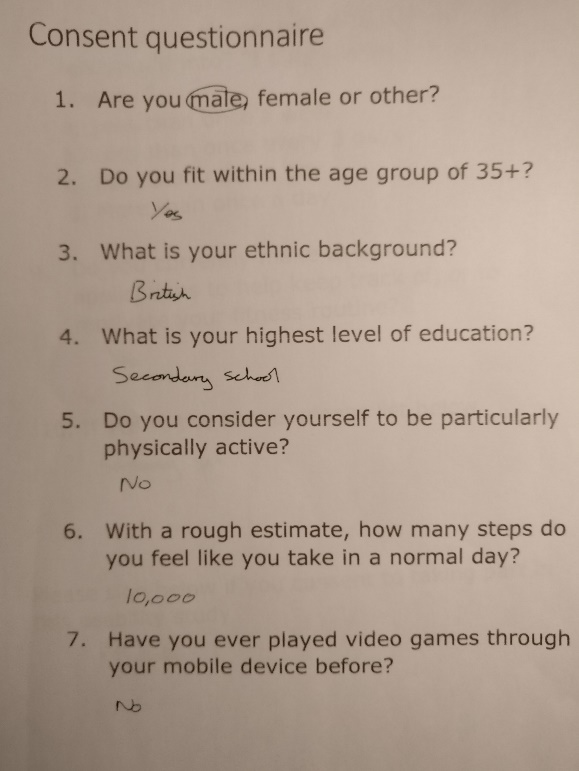 Consent questionnaire
1. Are you male, female or other?
2. Do you fit within the age group of 35+?
Yes
3. What is your ethnic background?
British
4. What is your highest level of education?
Secondary school
5. Do you consider yourself to be particularly
physically active?
No
6. With a rough estimate, how many steps do
you feel like you take in a normal day?
10,000
7. Have you ever played video games through
your mobile device before?
No